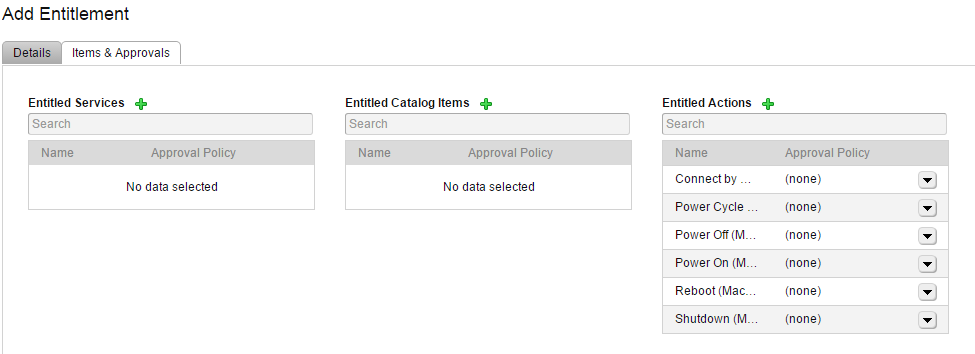 Add Entitlement
Details Items & Approvals
Entitled Services Entitled Catalog Items Entitled Actions
Search Search Search
Name Approval Policy Name Approval Policy Name Approval Policy
No data selected No data selected Connect by ... (none)
Power Cycle ... (none)
Power Off (M... (none)
Power On (M... (none)
Reboot (Mac... (none)
Shutdown (M... (none)